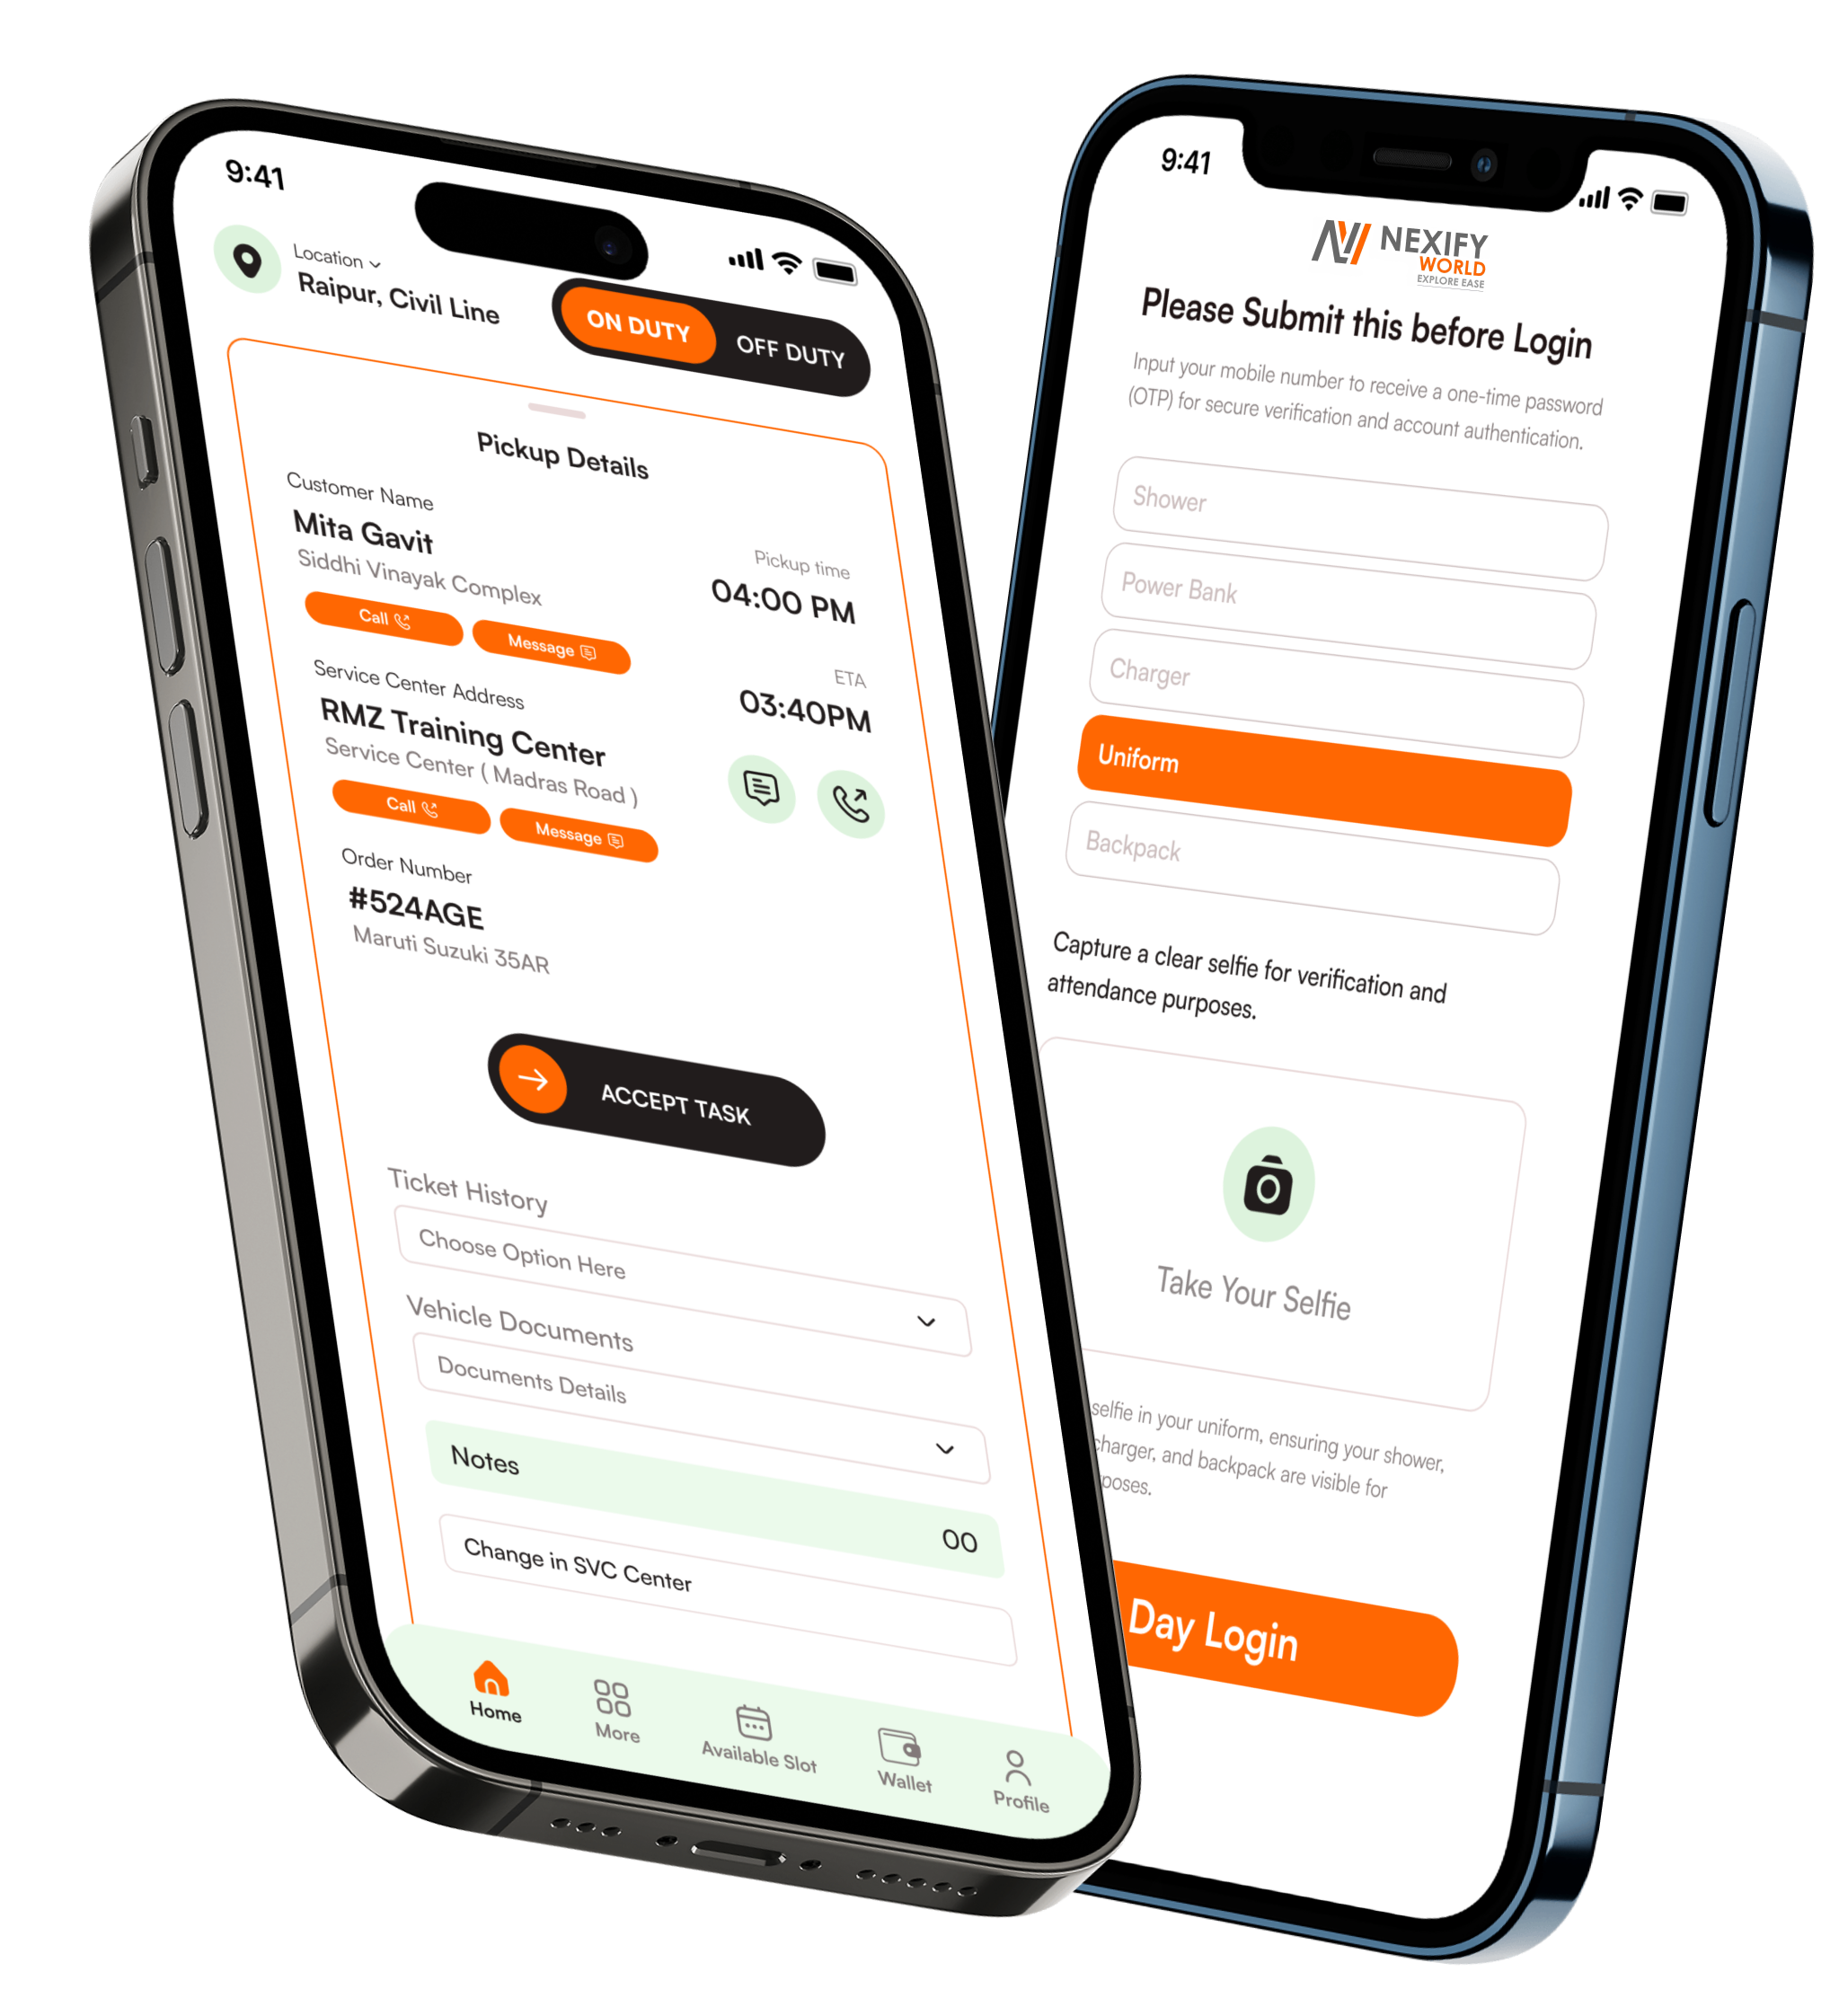 9:41
Location
Raipur, Civil Line
ON DUTY
OFF DUTY
Pickup Details
Customer Name
Mita Gavit
Siddhi Vinayak Complex
Call
Message
Pickup time
04:00 PM
ETA
03:40PM
Service Center Address
RMZ Training Center
Service Center ( Madras Road )
Call
Message
Order Number
#524AGE
Maruti Suzuki 35AR
ACCEPT TASK
Ticket History
Choose Option Here
Vehicle Documents
Documents Details
Notes
00
Change in SVC Center
Home
More
Available Slot
Wallet
Profile
9:41
NEXIFY
WORLD
EXPLORE EASE
Please Submit this before Login
Input your mobile number to receive a one-time password
(OTP) for secure verification and account authentication.
Shower
Power Bank
Charger
Uniform
Backpack
Capture a clear selfie for verification and
attendance purposes.
Take Your Selfie
selfie in your uniform, ensuring your shower,
charger, and backpack are visible for
poses.
Day Login